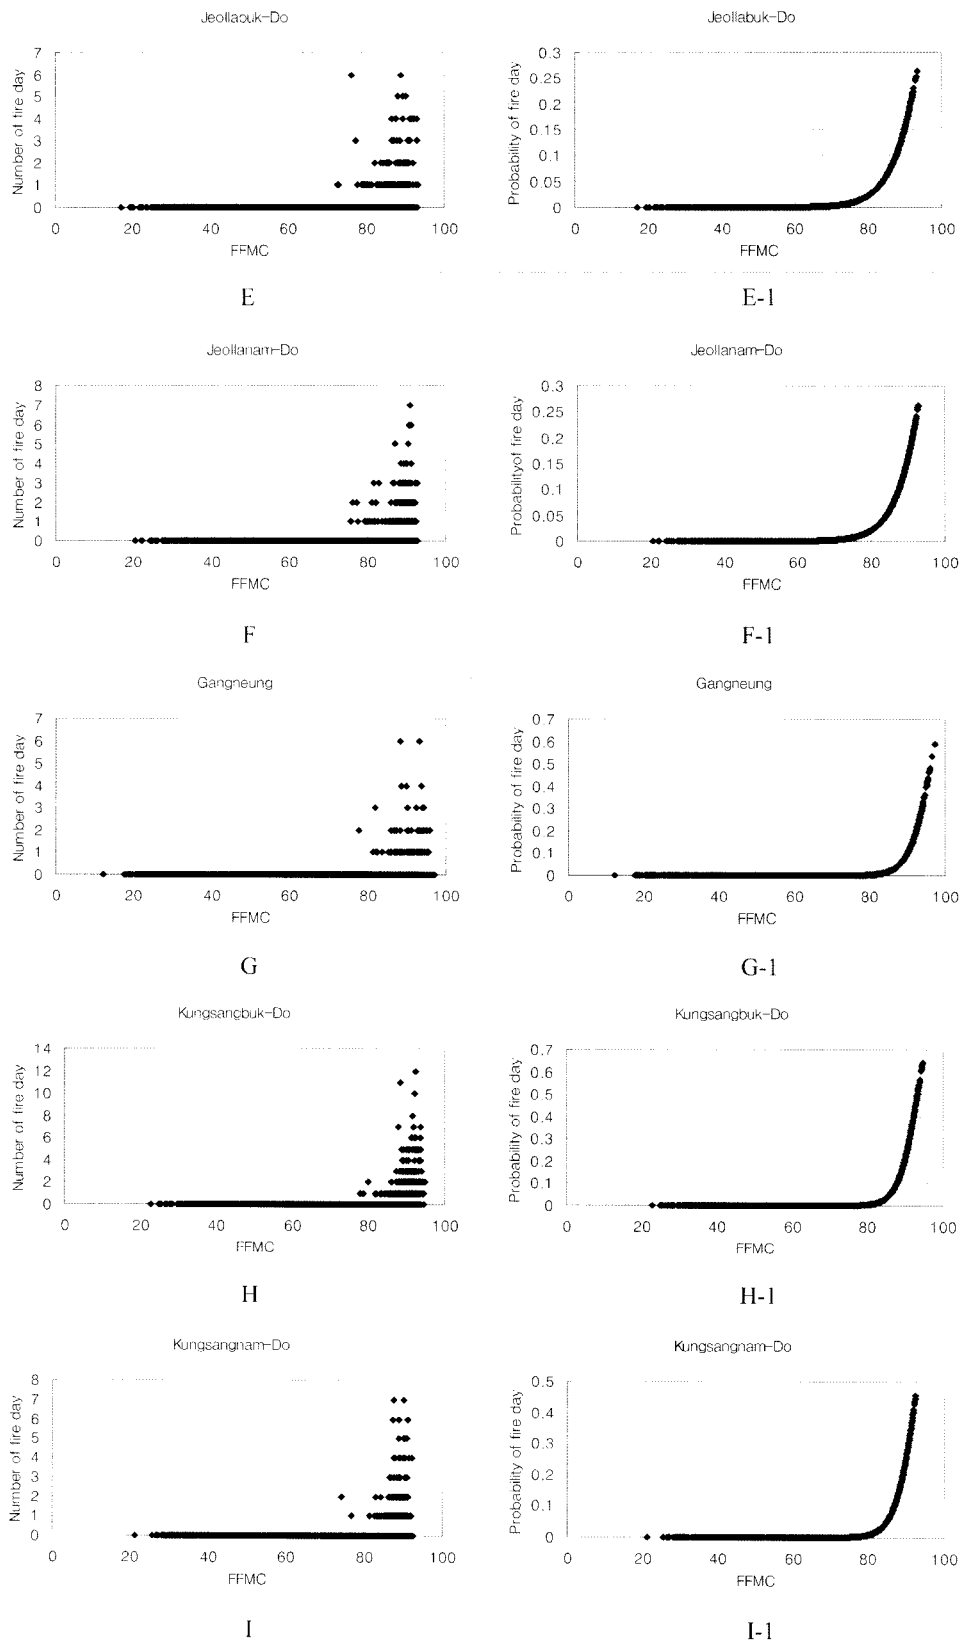 Jeollabuk-Do
Number of fire day
7
6
5
4
3
2
1
0
0 20 40 60 80 100
FFMC
E
Jeollabuk-Do
Probability of fire day
0.3
0.25
0.2
0.15
0.1
0.05
0
0 20 40 60 80 100
FFMC
E-1
Jeollanam-Do
Number of fire day
8
7
6
5
4
3
2
1
0
0 20 40 60 80 100
FFMC
F
Jeollanam-Do
Probabilityof fire day
0.3
0.25
0.2
0.15
0.1
0.05
0
0 20 40 60 80 100
FFMC
F-1
Gangneung
Number of fire day
7
6
5
4
3
2
1
0
0 20 40 60 80 100
FFMC
G
Gangneung
Probability of fire day
0.7
0.6
0.5
0.4
0.3
0.2
0.1
0
0 20 40 60 80 100
FFMC
G-1
Kungsangbuk-Do
Number of fire day
14
12
10
8
6
4
2
0
0 20 40 60 80 100
FFMC
H
Kungsangbuk-Do
Probability of fire day
0.7
0.6
0.5
0.4
0.3
0.2
0.1
0
0 20 40 60 80 100
FFMC
H-1
Kungsangnam-Do
Number of fire day
8
7
6
5
4
3
2
1
0
0 20 40 60 80 100
FFMC
I
Kungsangnam-Do
Probability of fire day
0.5
0.4
0.3
0.2
0.1
0
0 20 40 60 80 100
FFMC
I-1